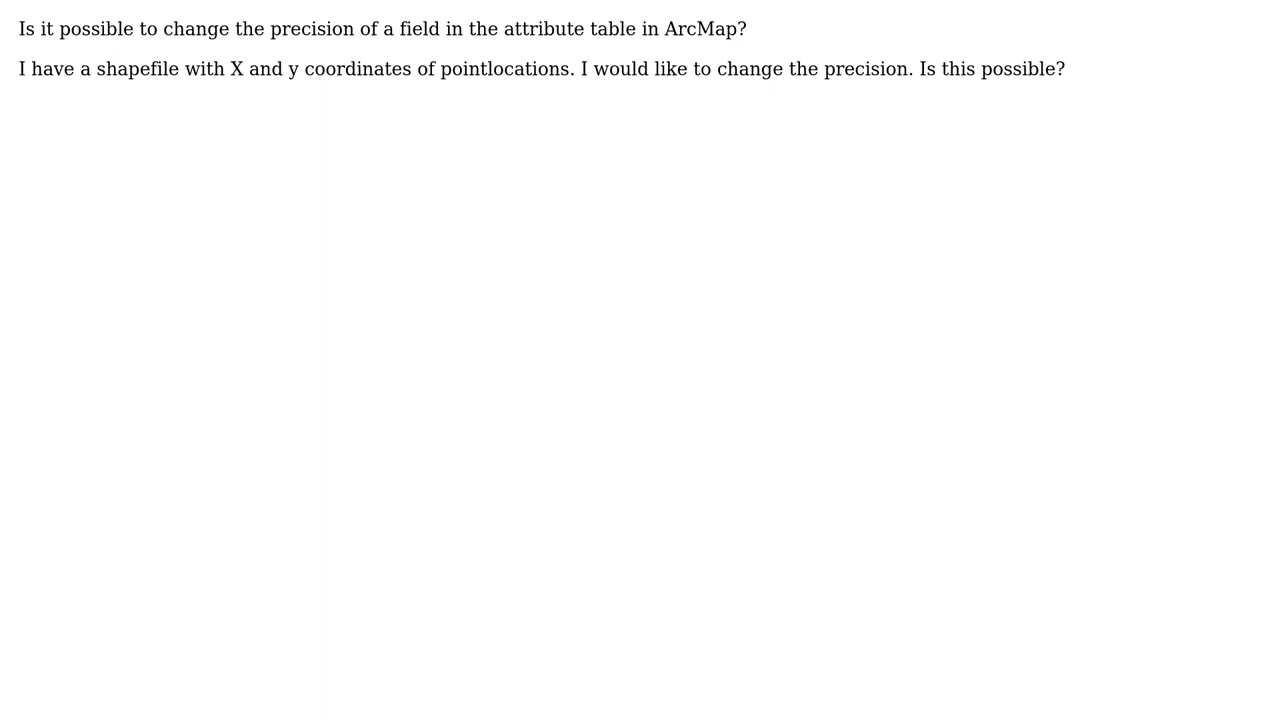 Is it possible to change the precision of a field in the attribute table in ArcMap?
I have a shapefile with X and y coordinates of pointlocations. I would like to change the precision. Is this possible?